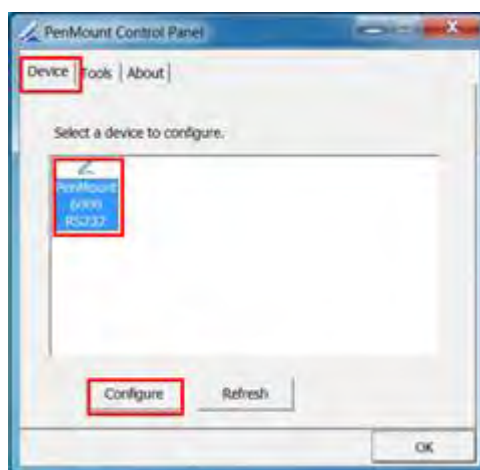 PenMount Control Panel
Device Tools About
Select a device to configure.
PenMount
6000
RS232
Configure Refresh
OK